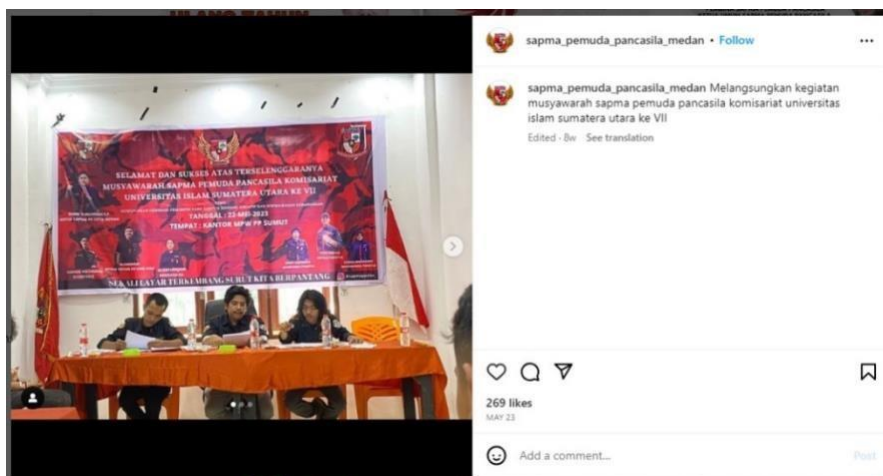 ULANG TAHUN
sapma_pemuda_pancasila_medan • Follow
sapma_pemuda_pancasila_medan Melangsungkan kegiatan
musyawarah sapma pemuda pancasila komisariat universitas
islam sumatera utara ke VII
Edited · 8w See translation
SELAMAT DAN SUKSES ATAS TERSELENGGARANYA
MUSYAWARAH SAPMA PEMUDA PANCASILA KOMISARIAT
UNIVERSITAS ISLAM SUMATERA UTARA KE VII
TANGGAL : 22-MEI-2023
TEMPAT : KANTOR MPW PP SUMUT
SEKALI LAYAR TERKEMBANG SURUT KITA BERPANTANG
269 likes
MAY 23
Add a comment...
Post